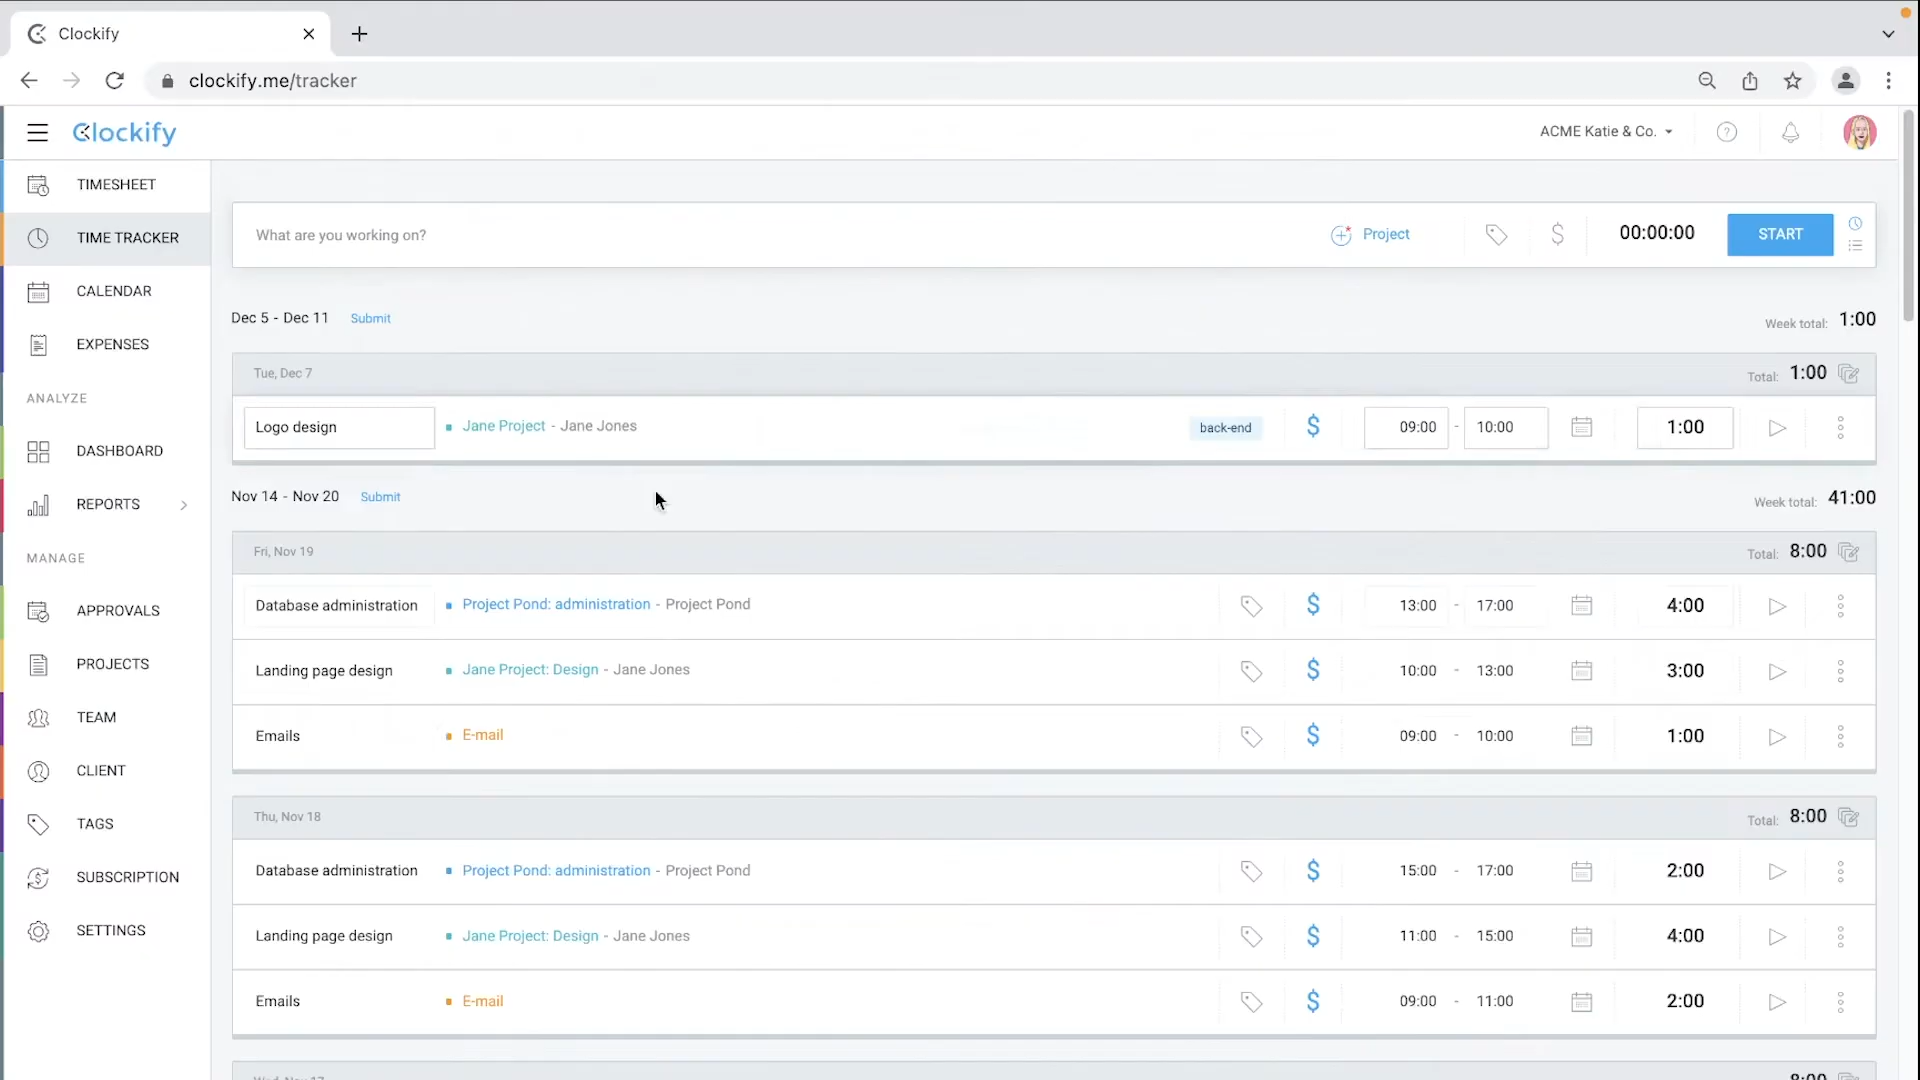 Clockify
clockify.me/tracker
Clockify
ACME Katie & Co.
TIMESHEET
TIME TRACKER
CALENDAR
EXPENSES
ANALYZE
DASHBOARD
REPORTS
MANAGE
APPROVALS
PROJECTS
TEAM
CLIENT
TAGS
SUBSCRIPTION
SETTINGS
What are you working on? Project 00:00:00 START
Dec 5 - Dec 11 Submit Week total: 1:00
Tue, Dec 7 Total: 1:00
Logo design Jane Project - Jane Jones back-end $ 09:00 - 10:00 1:00
Nov 14 - Nov 20 Submit Week total: 41:00
Fri, Nov 19 Total: 8:00
Database administration Project Pond: administration - Project Pond $ 13:00 - 17:00 4:00
Landing page design Jane Project: Design - Jane Jones $ 10:00 - 13:00 3:00
Emails E-mail $ 09:00 - 10:00 1:00
Thu, Nov 18 Total: 8:00
Database administration Project Pond: administration - Project Pond $ 15:00 - 17:00 2:00
Landing page design Jane Project: Design - Jane Jones $ 11:00 - 15:00 4:00
Emails E-mail $ 09:00 - 11:00 2:00
Wed, Nov 17 8:00